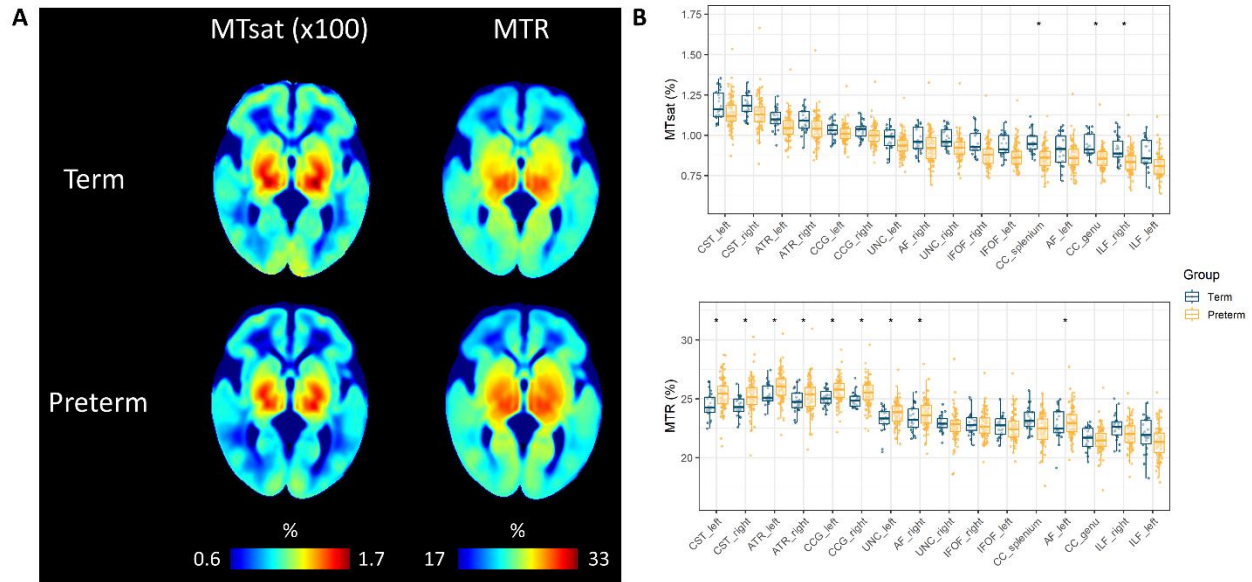 A
MTsat (x100)
MTR
Term
Preterm
%
%
0.6
1.7
17
33
B
1.75
1.50
1.25
1.00
0.75
MTsat (%)
* * *
CST_left
CST_right
ATR_left
ATR_right
CCG_left
CCG_right
UNC_left
AF_right
UNC_right
IFOF_right
IFOF_left
CC_splenium
AF_left
CC_genu
ILF_right
ILF_left
Group
Term
Preterm
30
25
20
MTR (%)
* * * * * * * * *
CST_left
CST_right
ATR_left
ATR_right
CCG_left
CCG_right
UNC_left
AF_right
UNC_right
IFOF_right
IFOF_left
CC_splenium
AF_left
CC_genu
ILF_right
ILF_left